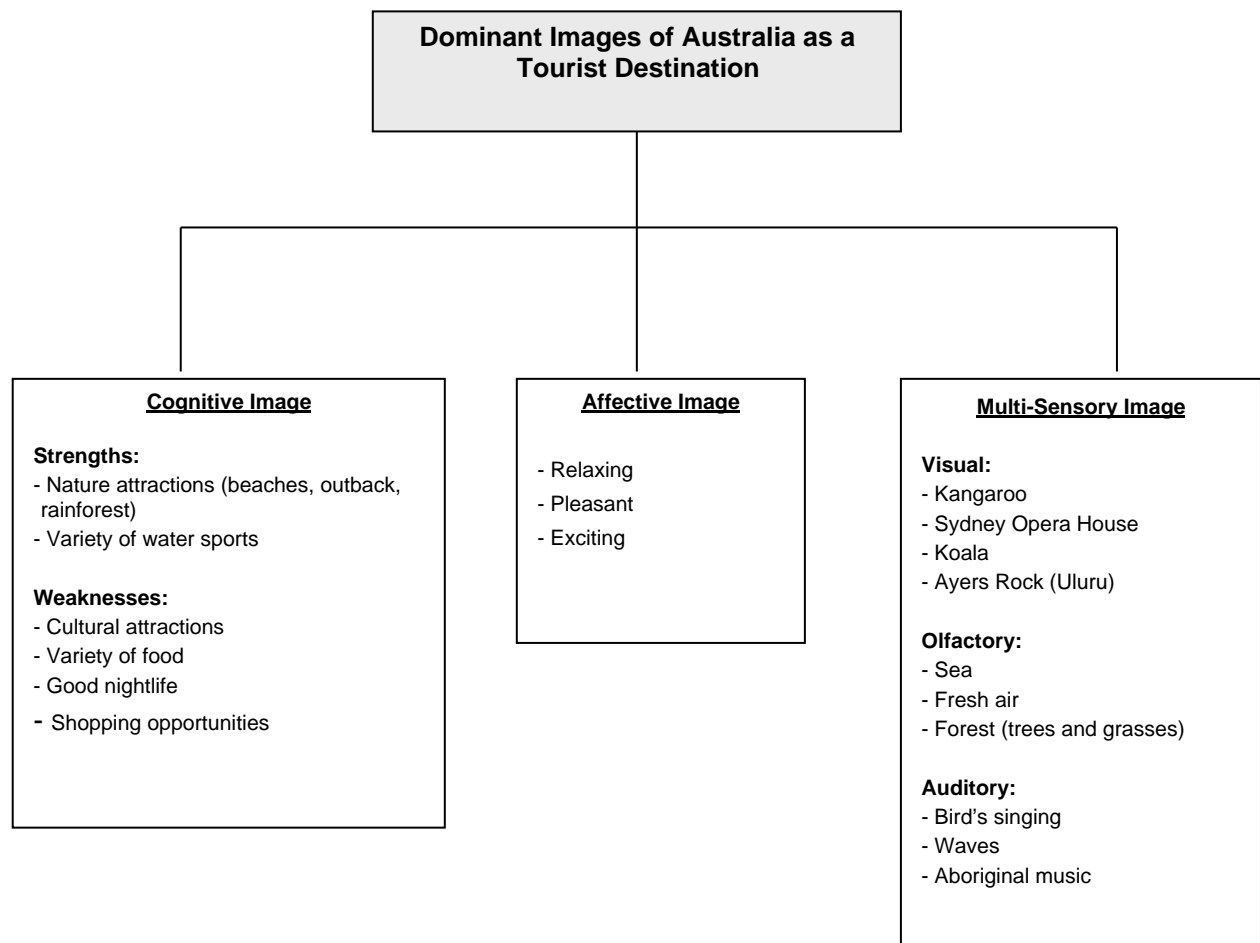 Dominant Images of Australia as a
Tourist Destination
Cognitive Image
Strengths:
- Nature attractions (beaches, outback,
rainforest)
- Variety of water sports
Weaknesses:
- Cultural attractions
- Variety of food
- Good nightlife
- Shopping opportunities
Affective Image
- Relaxing
- Pleasant
- Exciting
Multi-Sensory Image
Visual:
- Kangaroo
- Sydney Opera House
- Koala
- Ayers Rock (Uluru)
Olfactory:
- Sea
- Fresh air
- Forest (trees and grasses)
Auditory:
- Bird's singing
- Waves
- Aboriginal music